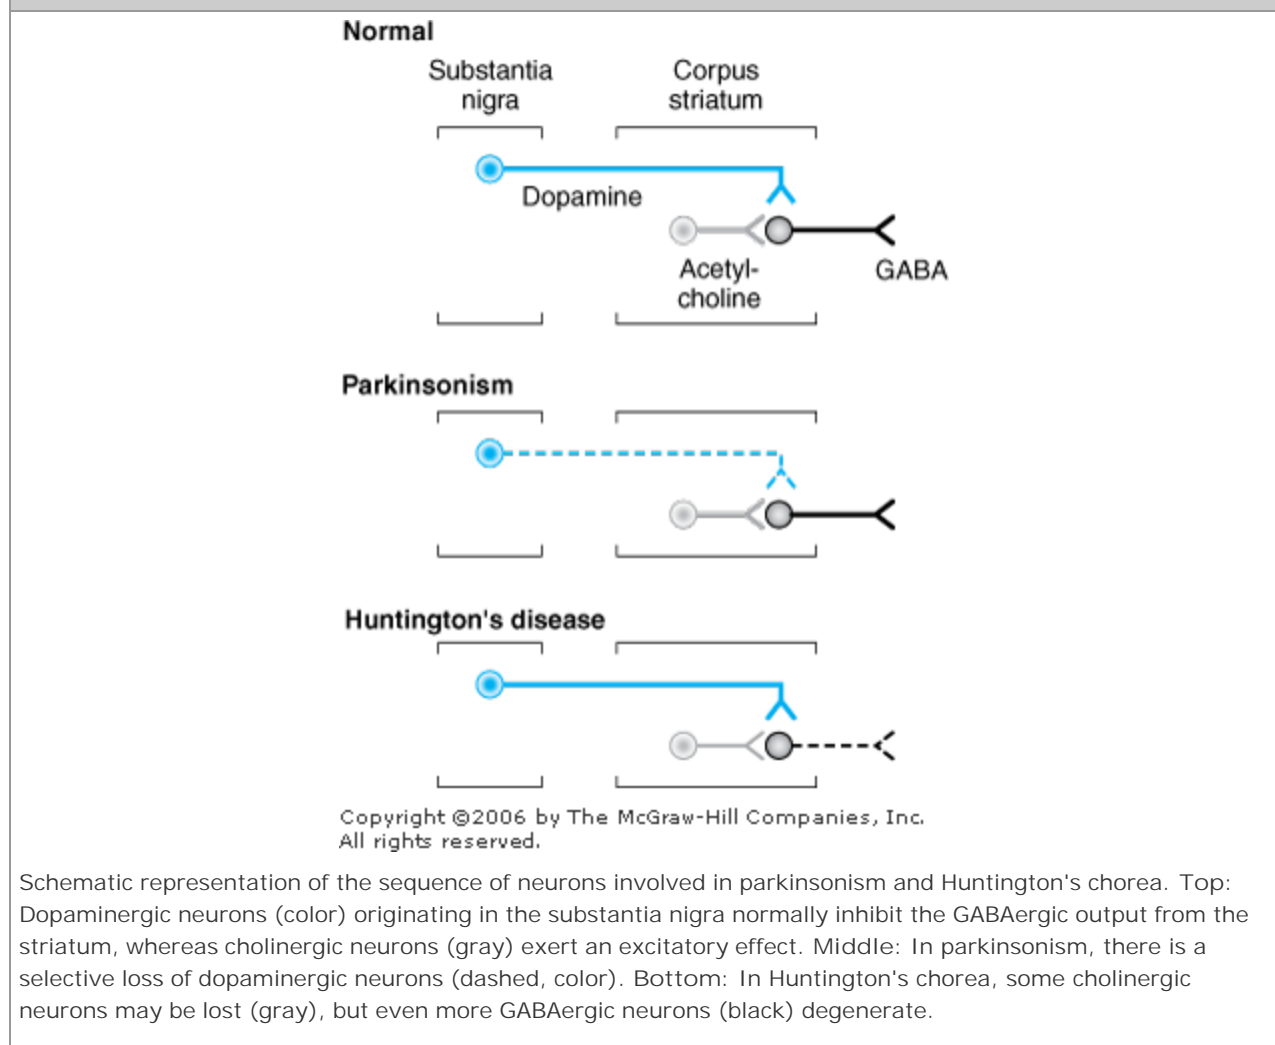 Normal
Substantia nigra
Corpus striatum
Dopamine
Acetyl-choline
GABA
Parkinsonism
Huntington's disease
Copyright ©2006 by The McGraw-Hill Companies, Inc.
All rights reserved.
Schematic representation of the sequence of neurons involved in parkinsonism and Huntington's chorea. Top:
Dopaminergic neurons (color) originating in the substantia nigra normally inhibit the GABAergic output from the
striatum, whereas cholinergic neurons (gray) exert an excitatory effect. Middle: In parkinsonism, there is a
selective loss of dopaminergic neurons (dashed, color). Bottom: In Huntington's chorea, some cholinergic
neurons may be lost (gray), but even more GABAergic neurons (black) degenerate.